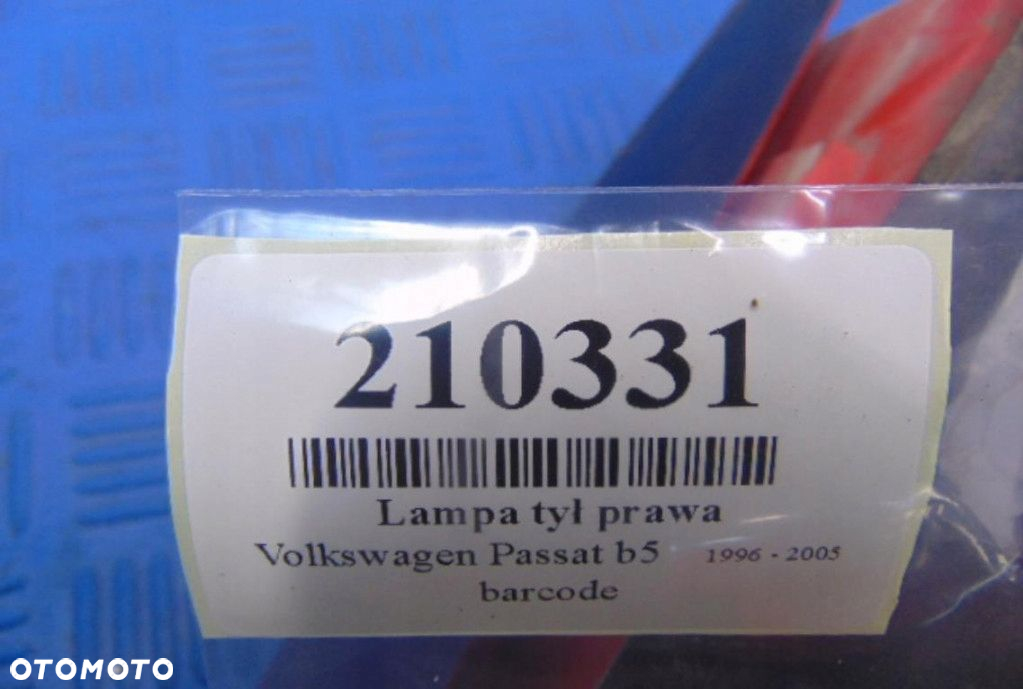 210331
Lampa tył prawa
Volkswagen Passat b5 1996 - 2005
barcode
OTOMOTO